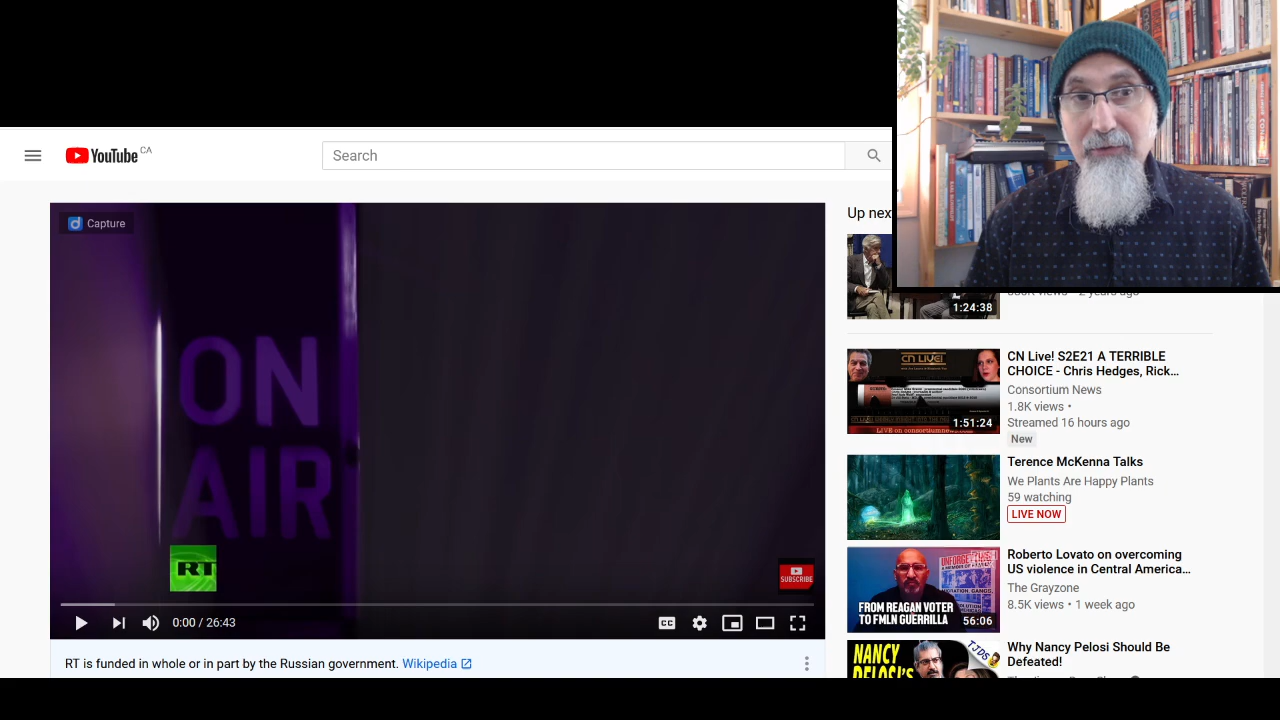 YouTube CA
Search
Capture
ON
AIR
RT
SUBSCRIBE
CC
0:00 / 26:43
RT is funded in whole or in part by the Russian government. Wikipedia
Up nex
1:24:38
CN LIVE!
1:51:24
CN Live! S2E21 A TERRIBLE
CHOICE - Chris Hedges, Rick...
Consortium News
1.8K views •
Streamed 16 hours ago
New
Terence McKenna Talks
We Plants Are Happy Plants
59 watching
LIVE NOW
FROM REAGAN VOTER
TO FMLN GUERRILLA
56:06
Roberto Lovato on overcoming
US violence in Central America...
The Grayzone
8.5K views • 1 week ago
NANCY
PELOSI'S
TJDS
Why Nancy Pelosi Should Be
Defeated!